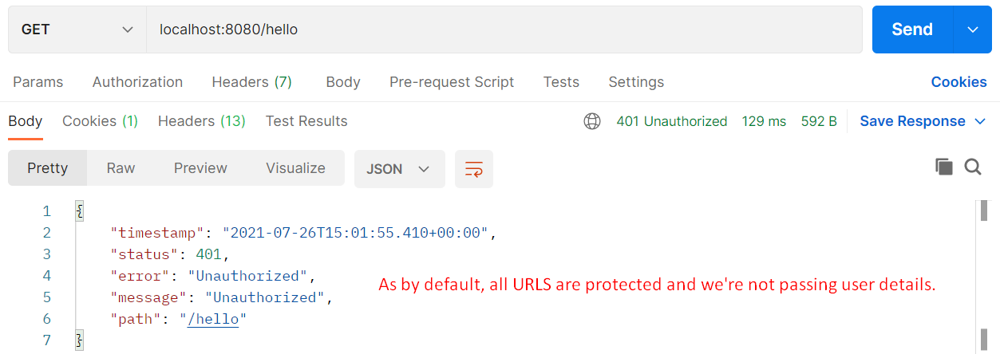 GET localhost:8080/hello Send
Params Authorization Headers (7) Body Pre-request Script Tests Settings Cookies
Body Cookies (1) Headers (13) Test Results 401 Unauthorized 129 ms 592 B Save Response
Pretty Raw Preview Visualize JSON
1 {
2 "timestamp": "2021-07-26T15:01:55.410+00:00",
3 "status": 401,
4 "error": "Unauthorized",
As by default, all URLS are protected and we're not passing user details.
5 "message": "Unauthorized",
6 "path": "/hello"
7 }